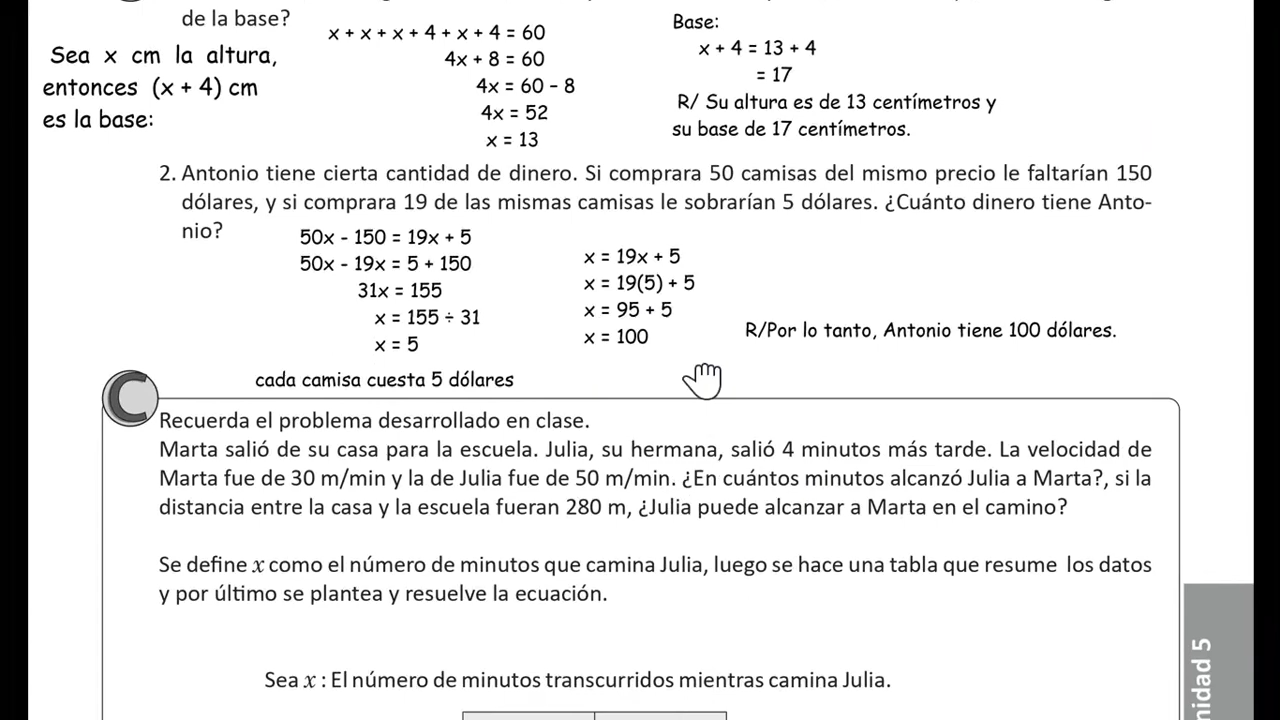 de la base?
Sea x cm la altura,
entonces (x + 4) cm
es la base:
x + x + x + 4 + x + 4 = 60
4x + 8 = 60
4x = 60 - 8
4x = 52
x = 13
Base:
x + 4 = 13 + 4
= 17
R/ Su altura es de 13 centímetros y
su base de 17 centímetros.
2. Antonio tiene cierta cantidad de dinero. Si comprara 50 camisas del mismo precio le faltarían 150
dólares, y si comprara 19 de las mismas camisas le sobrarían 5 dólares. ¿Cuánto dinero tiene Anto-
nio?
50x - 150 = 19x + 5
50x - 19x = 5 + 150
31x = 155
x = 155 ÷ 31
x = 5
cada camisa cuesta 5 dólares
x = 19x + 5
x = 19(5) + 5
x = 95 + 5
x = 100
R/Por lo tanto, Antonio tiene 100 dólares.
C
Recuerda el problema desarrollado en clase.
Marta salió de su casa para la escuela. Julia, su hermana, salió 4 minutos más tarde. La velocidad de
Marta fue de 30 m/min y la de Julia fue de 50 m/min. ¿En cuántos minutos alcanzó Julia a Marta?, si la
distancia entre la casa y la escuela fueran 280 m, ¿Julia puede alcanzar a Marta en el camino?
Se define x como el número de minutos que camina Julia, luego se hace una tabla que resume los datos
y por último se plantea y resuelve la ecuación.
Sea x : El número de minutos transcurridos mientras camina Julia.
nidad 5